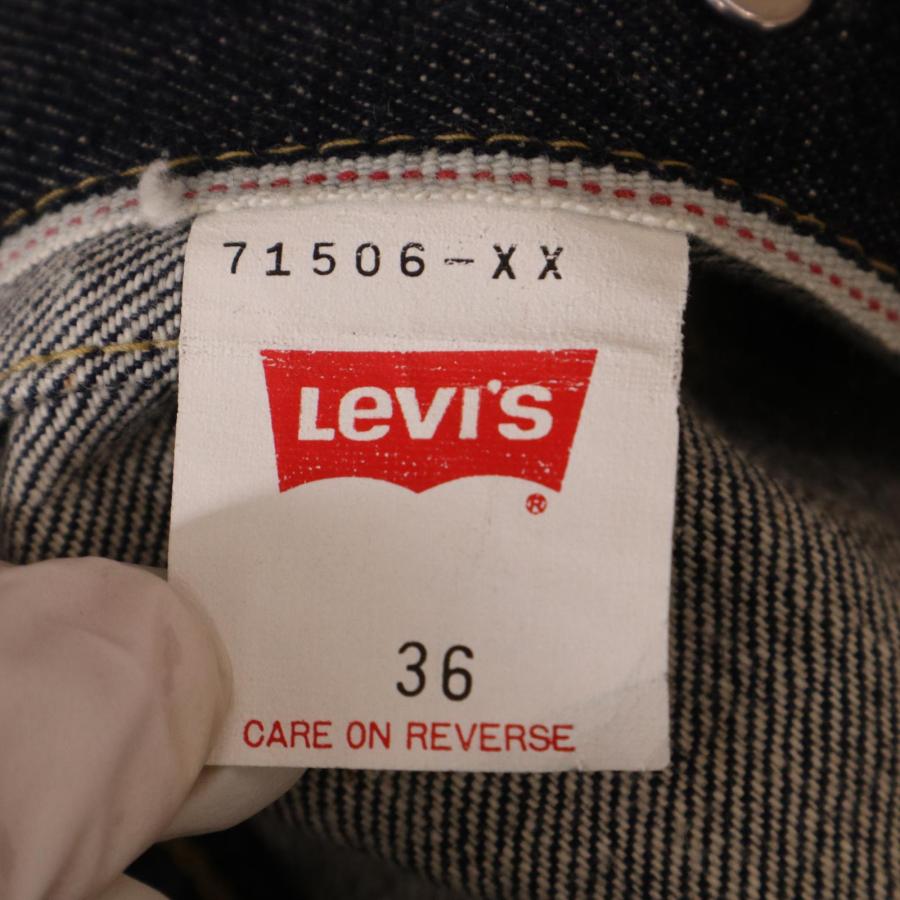 71506-XX
Levi's
®
36
CARE ON REVERSE